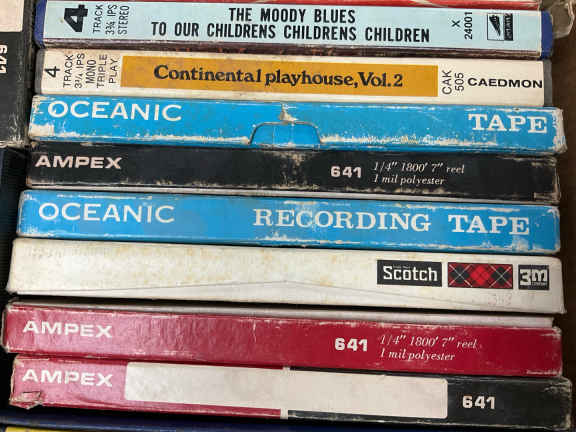 4 TRACK 3¾ IPS STEREO
THE MOODY BLUES
TO OUR CHILDRENS CHILDRENS CHILDREN
X 24001
4 TRACK 3¾ IPS MONO TRIPLE PLAY
Continental playhouse, Vol. 2
CAK 505
CAEDMON
OCEANIC TAPE
AMPEX 641 1/4" 1800' 7" reel
1 mil polyester
OCEANIC RECORDING TAPE
Scotch 3M
AMPEX 641 1/4" 1800' 7" reel
1 mil polyester
AMPEX 641
641